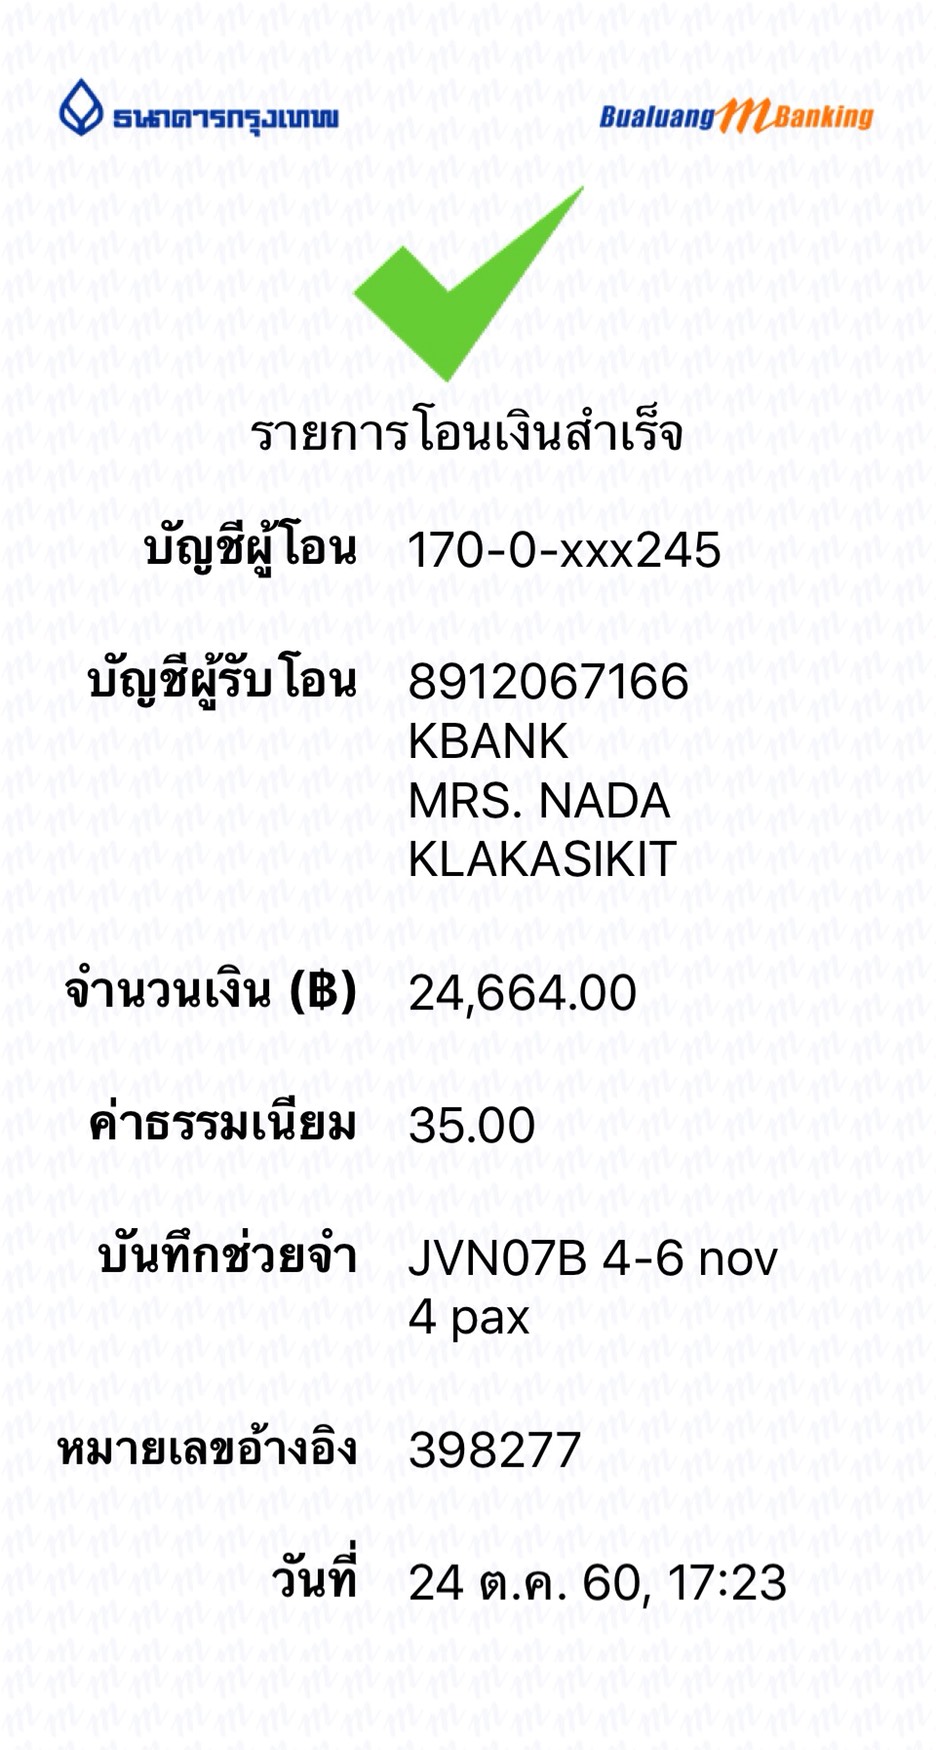 ธนาคารกรุงเทพ Bualuang mBanking
รายการโอนเงินสำเร็จ
บัญชีผู้โอน 170-0-xxx245
บัญชีผู้รับโอน 8912067166
KBANK
MRS. NADA
KLAKASIKIT
จำนวนเงิน (฿) 24,664.00
ค่าธรรมเนียม 35.00
บันทึกช่วยจำ JVN07B 4-6 nov
4 pax
หมายเลขอ้างอิง 398277
วันที่ 24 ต.ค. 60, 17:23